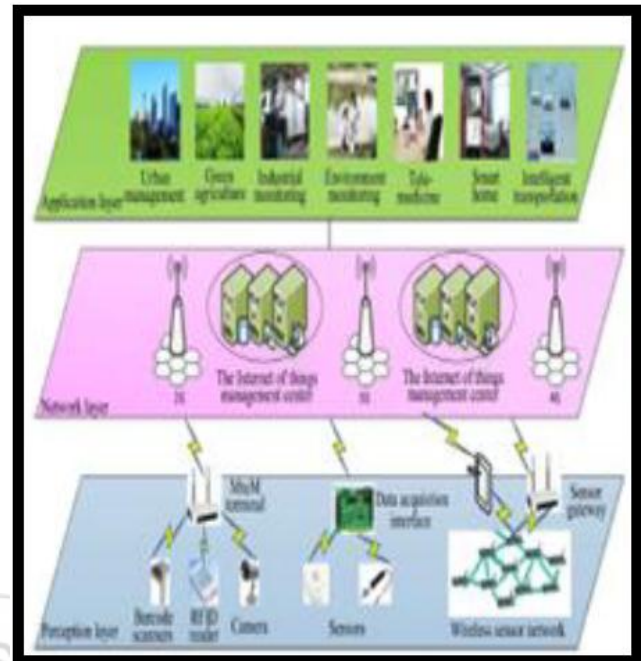 Urban Green Industrial Environment Tele- Smart Intelligent
management agriculture monitoring monitoring medicine home transportation
Application layer
The Internet of things The Internet of things
management center management center
Network layer
terminal
Data acquisition
interface
Sensor
gateway
Barcode RFID
scanners reader Camera Sensors Wireless sensor network
Perception layer